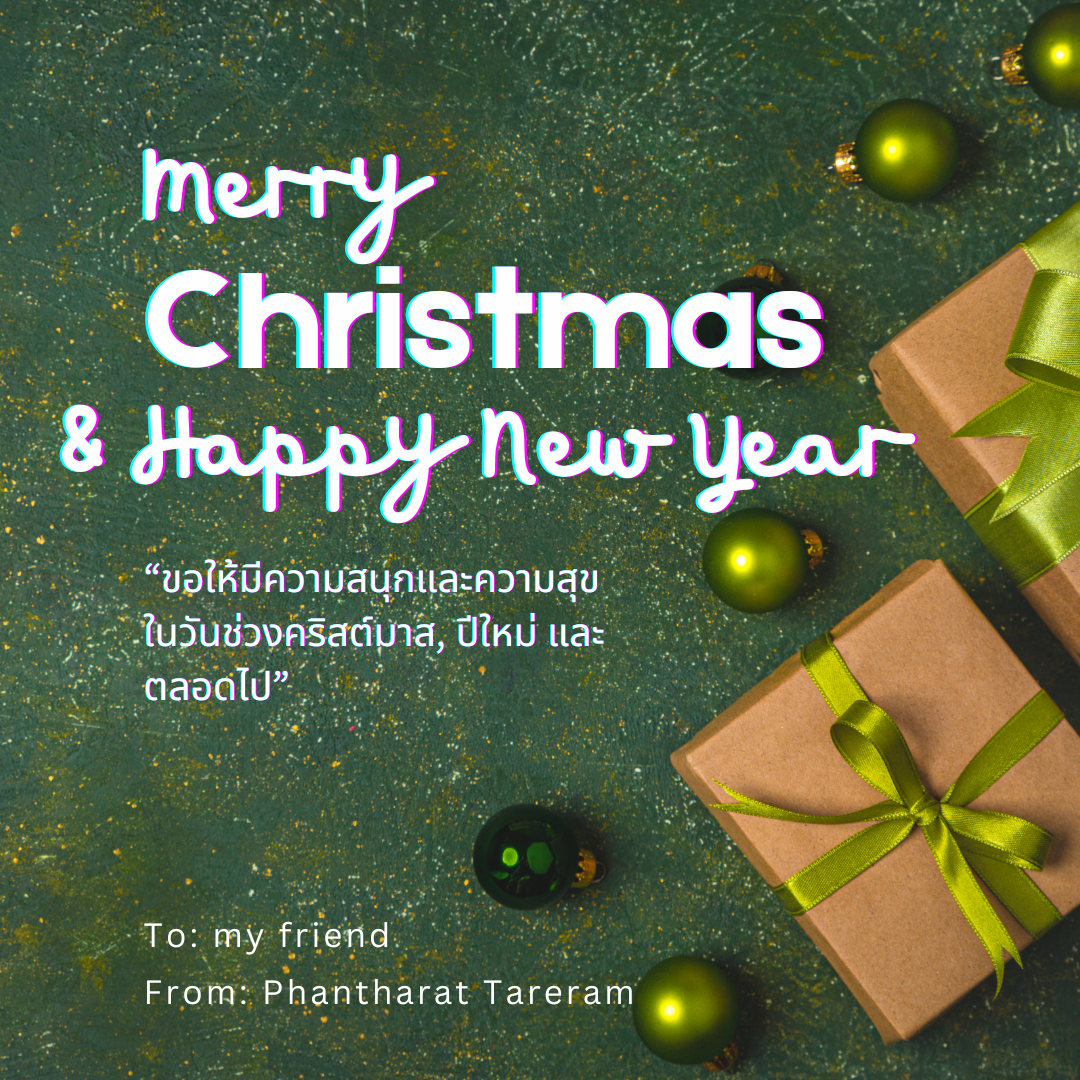 Merry
Christmas
& Happy New Year
“ขอให้มีความสนุกและความสุข
ในวันช่วงคริสต์มาส, ปีใหม่ และ
ตลอดไป”
To: my friend
From: Phantharat Tareram